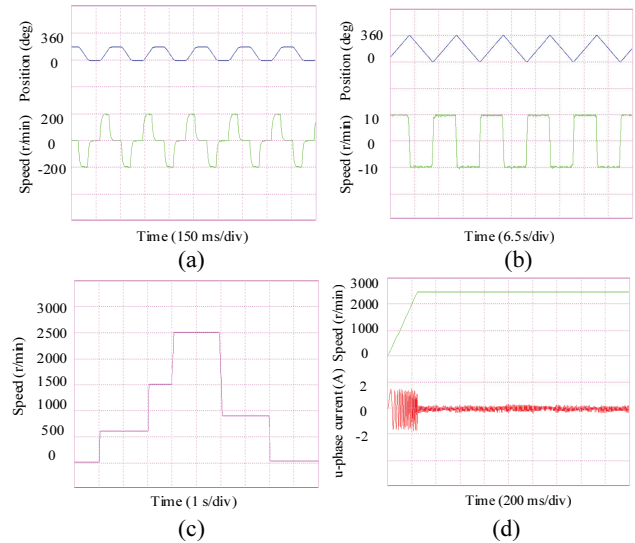 360
0
Position (deg)
200
0
-200
Speed (r/min)
Time (150 ms/div)
(a)
360
0
Position (deg)
10
0
-10
Speed (r/min)
Time (6.5s/div)
(b)
3000
2500
2000
1500
1000
500
0
Speed (r/min)
Time (1 s/div)
(c)
3000
2000
1000
0
Speed (r/min)
2
0
-2
u-phase current (A)
Time (200 ms/div)
(d)